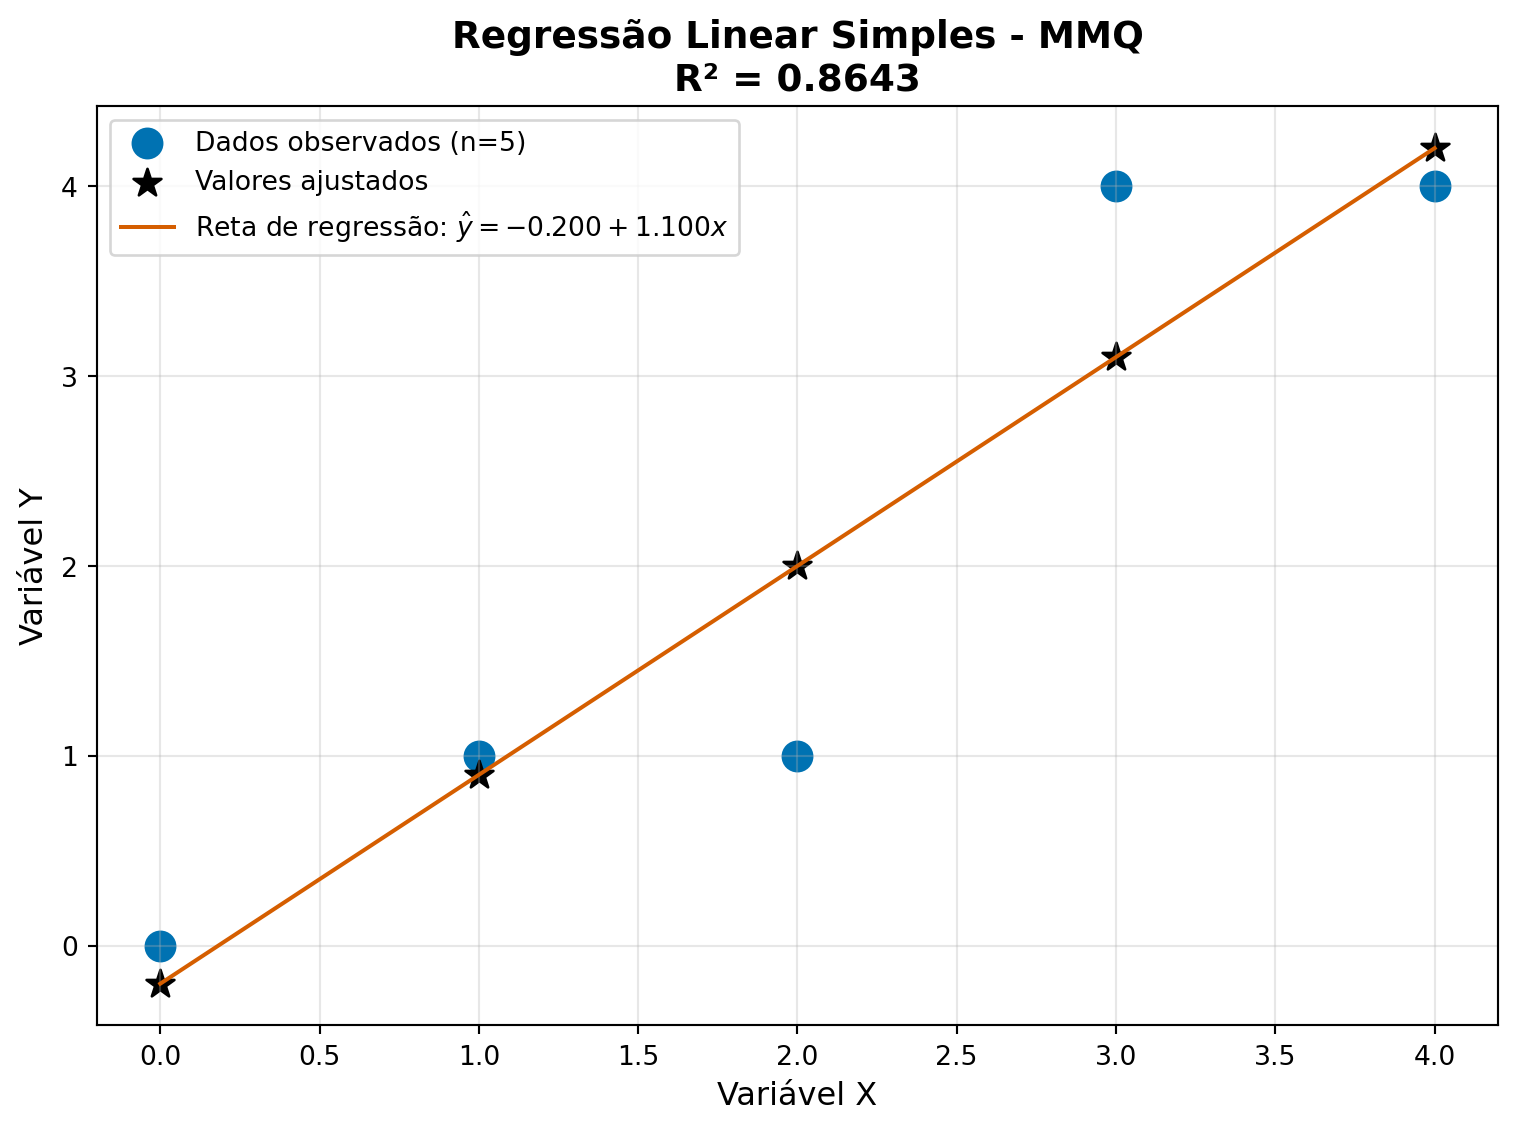 Regressão Linear Simples - MMQ
R² = 0.8643
Dados observados (n=5)
Valores ajustados
Reta de regressão: ŷ = −0.200 + 1.100x
4
3
2
1
0
Variável Y
0.0 0.5 1.0 1.5 2.0 2.5 3.0 3.5 4.0
Variável X